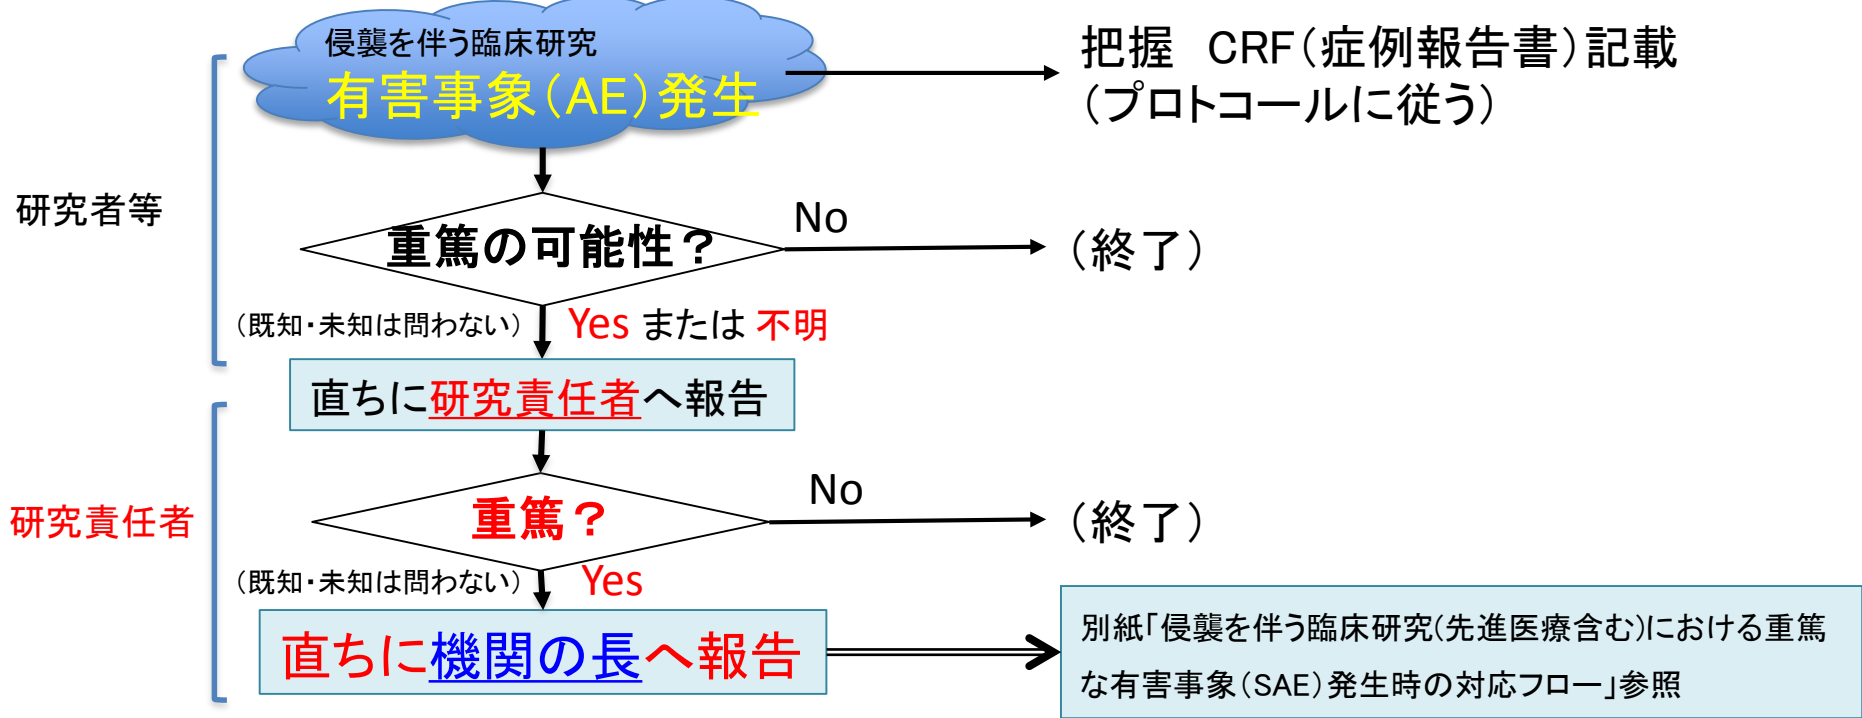 侵襲を伴う臨床研究
有害事象（AE）発生
把握　CRF（症例報告書）記載
（プロトコールに従う）
研究者等
重篤の可能性？
No
（終了）
（既知・未知は問わない）
Yes または 不明
直ちに研究責任者へ報告
研究責任者
重篤？
No
（終了）
（既知・未知は問わない）
Yes
直ちに機関の長へ報告
別紙「侵襲を伴う臨床研究(先進医療含む)における重篤
な有害事象（SAE）発生時の対応フロー」参照